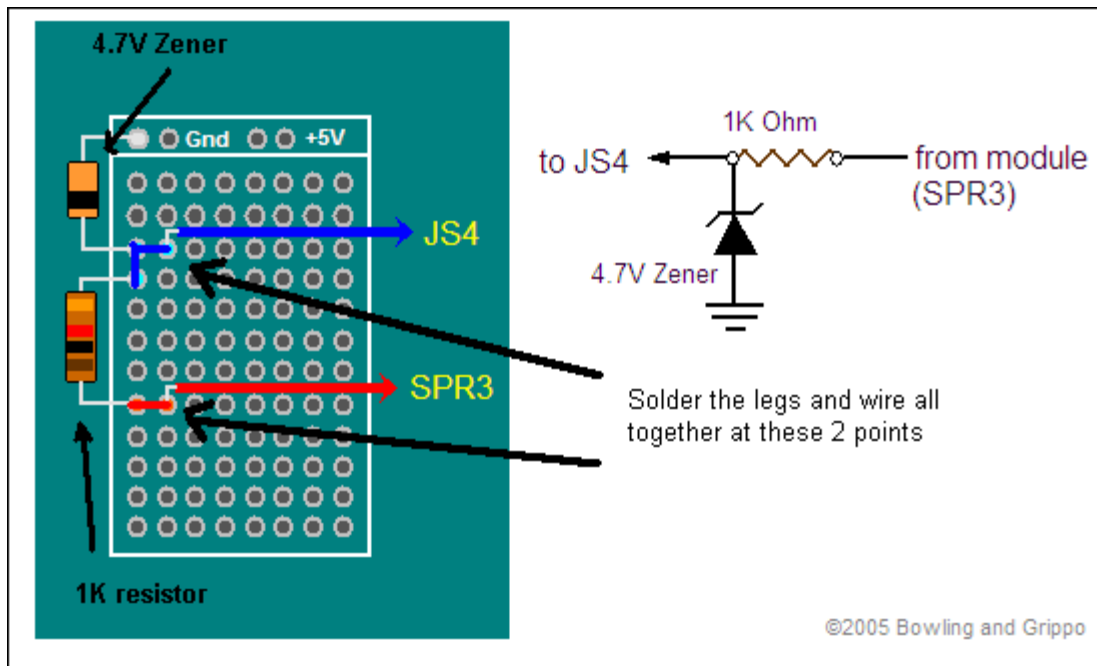 4.7V Zener
Gnd +5V
JS4
SPR3
1K resistor
1K Ohm
to JS4
from module
(SPR3)
4.7V Zener
Solder the legs and wire all
together at these 2 points
©2005 Bowling and Grippo